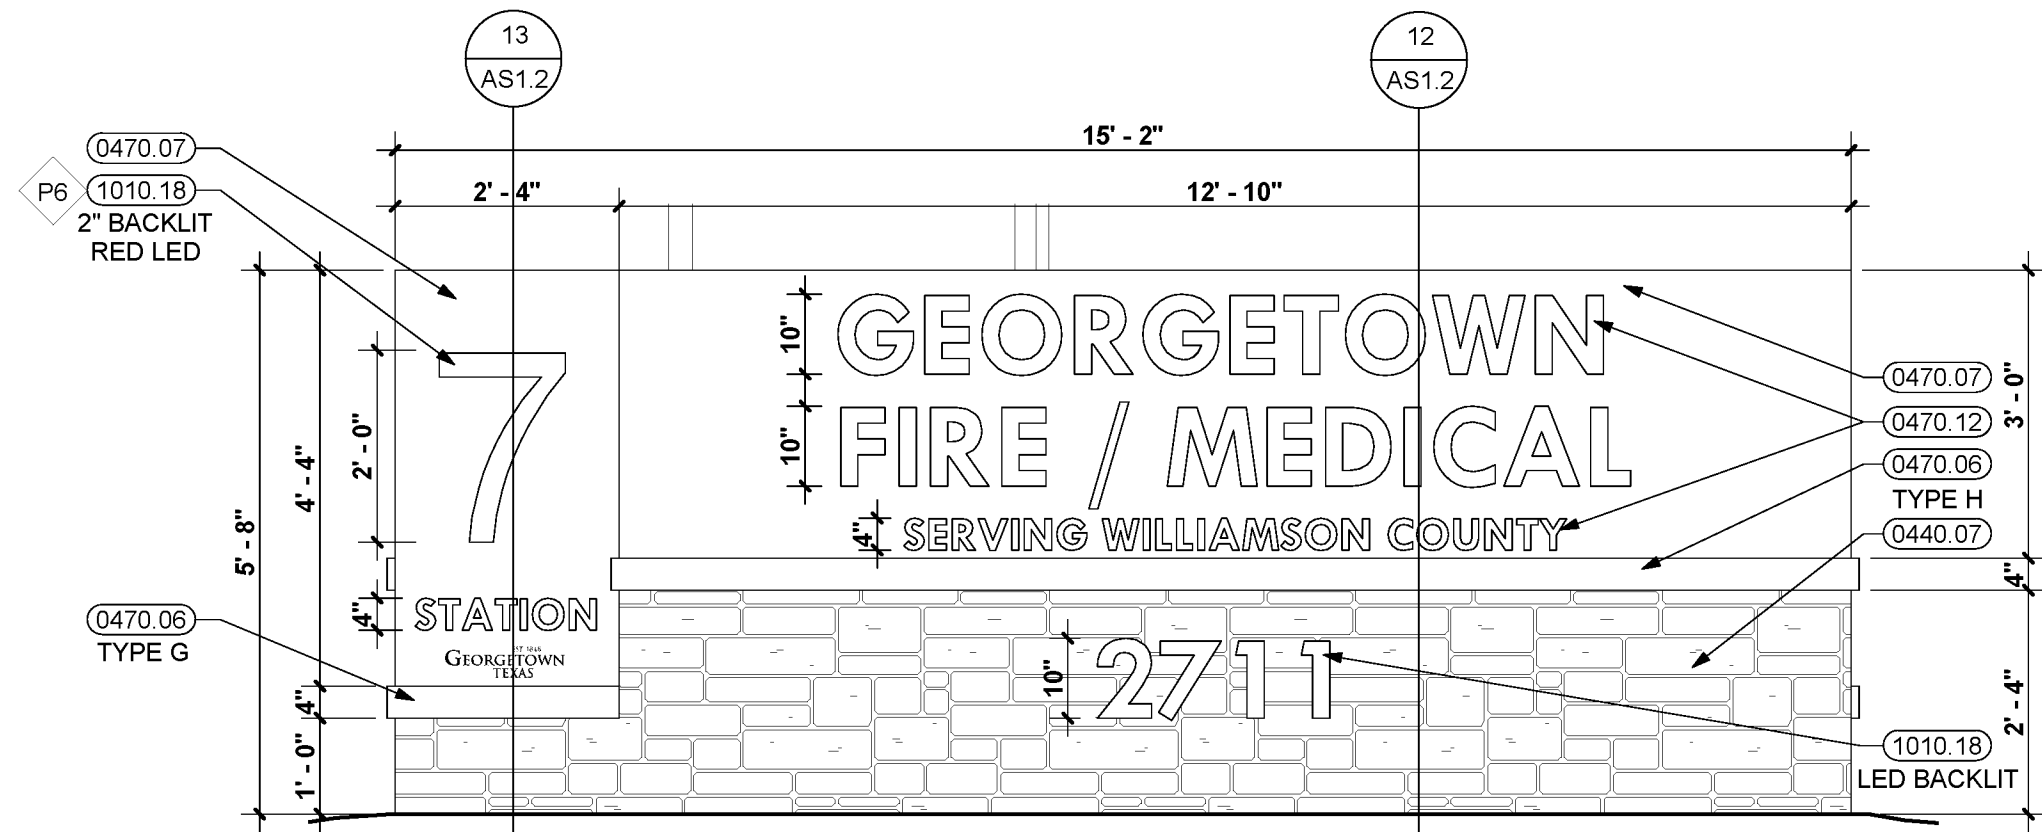 13
AS1.2
12
AS1.2
15' - 2"
2' - 4"
12' - 10"
0470.07
P6
1010.18
2" BACKLIT
RED LED
GEORGETOWN
10"
FIRE / MEDICAL
10"
SERVING WILLIAMSON COUNTY
4"
7
2' - 0"
4' - 4"
5' - 8"
STATION
4"
EST 1848
GEORGETOWN
TEXAS
0470.06
TYPE G
4"
1' - 0"
2711
10"
0470.07
0470.12
0470.06
TYPE H
0440.07
3' - 0"
4"
2' - 4"
1010.18
LED BACKLIT